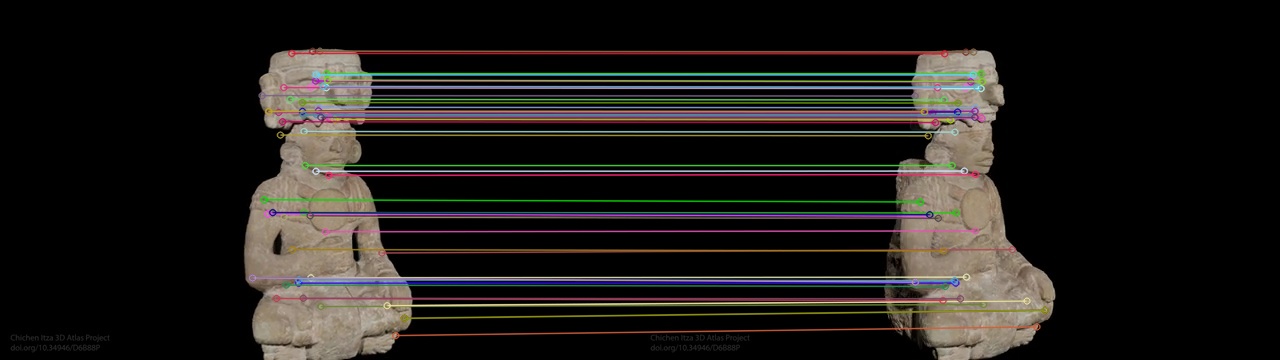 Chichen Itza 3D Atlas Project
doi.org/10.34946/D6B88P
Chichen Itza 3D Atlas Project
doi.org/10.34946/D6B88P